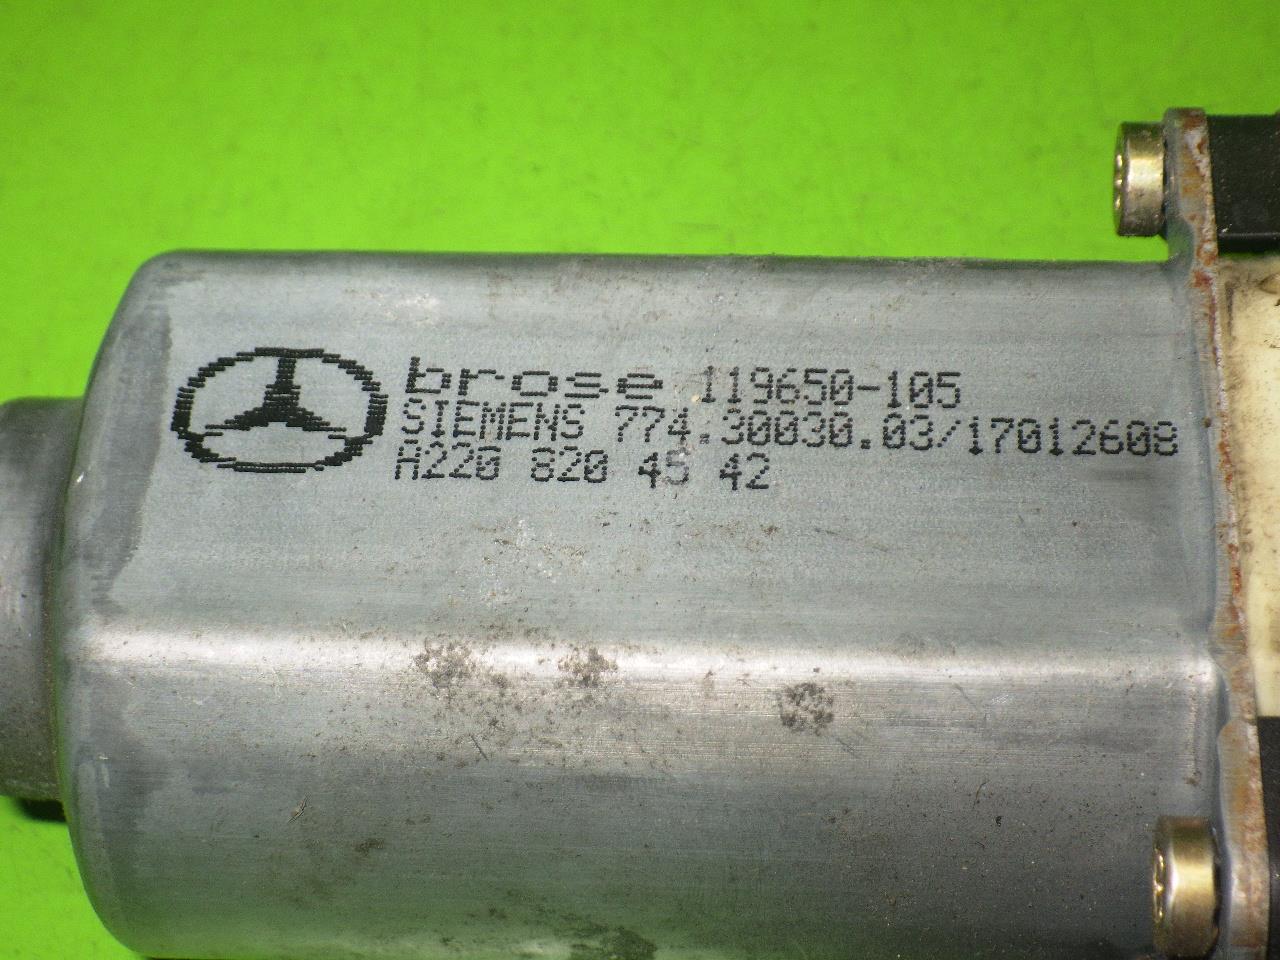 brose 119650-105
SIEMENS 774.30030.03/17012608
A220 820 45 42